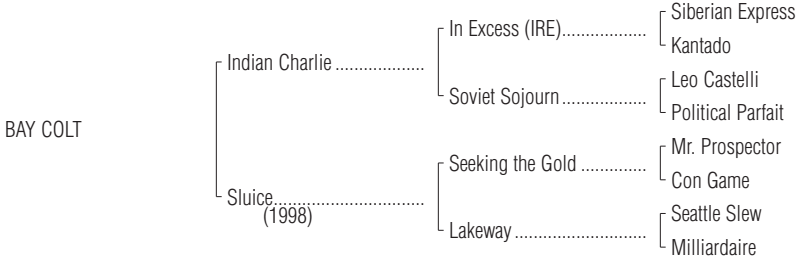 Siberian Express
In Excess (IRE)...................
Kantado
Indian Charlie ....................
Leo Castelli
Soviet Sojourn...................
Political Parfait
BAY COLT
Mr. Prospector
Seeking the Gold ...............
Con Game
Sluice..................................
(1998)
Seattle Slew
Lakeway ............................
Milliardaire